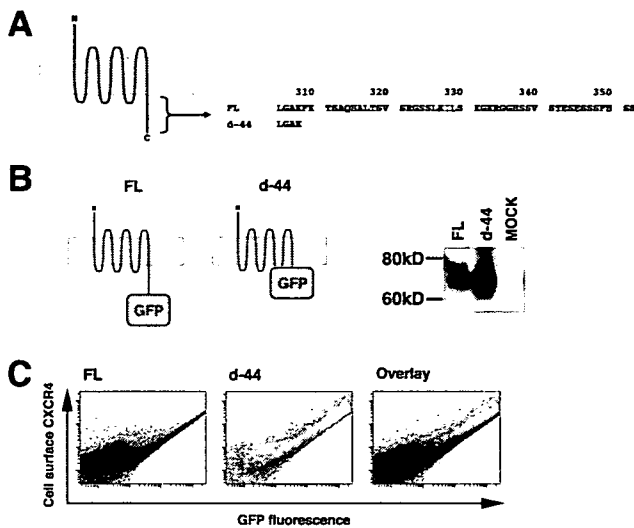 A
N
C
310 320 330 340 350
FL LGAKFK TSAQHALTSV SRGSSLKILS KGKRGGHSSV STESESSSFH SS
d-44 LGAK
B
FL d-44
GFP GFP
FL d-44 MOCK
80kD
60kD
C
FL d-44 Overlay
Cell surface CXCR4
GFP fluorescence